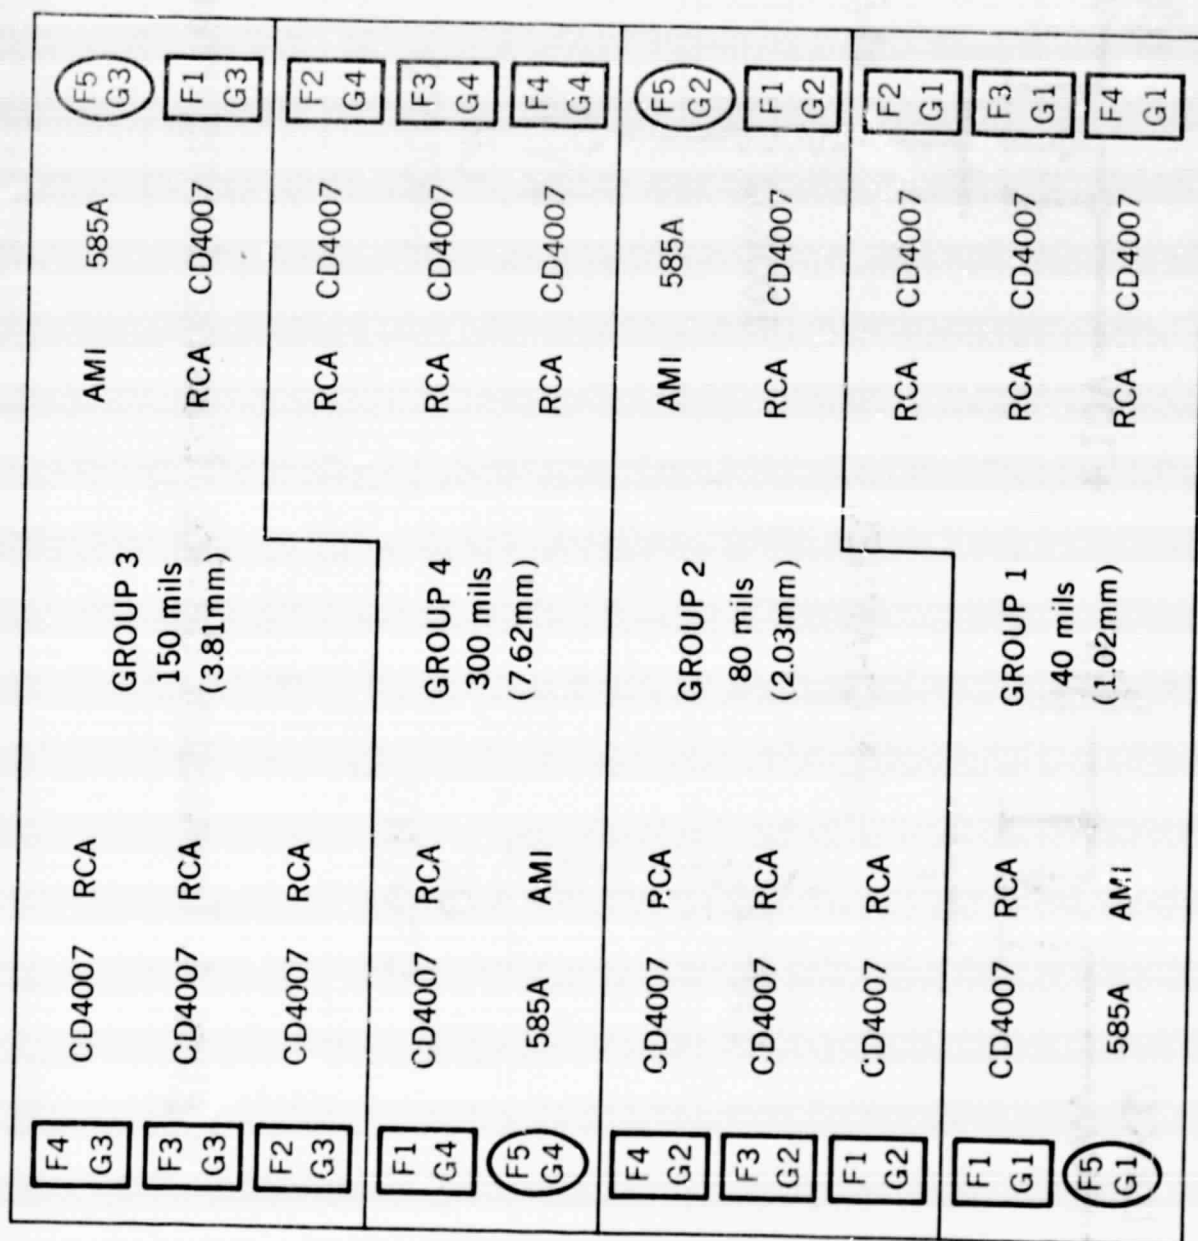 F4
G3
CD4007 RCA
F3
G3
CD4007 RCA
F2
G3
CD4007 RCA
GROUP 3
150 mils
(3.81mm)
AMI 585A
F5
G3
RCA CD4007
F1
G3
F1
G4
CD4007 RCA
F5
G4
585A AMI
GROUP 4
300 mils
(7.62mm)
RCA CD4007
F2
G4
RCA CD4007
F3
G4
RCA CD4007
F4
G4
F4
G2
CD4007 RCA
F3
G2
CD4007 RCA
F1
G2
CD4007 RCA
GROUP 2
80 mils
(2.03mm)
AMI 585A
F5
G2
RCA CD4007
F1
G2
F1
G1
CD4007 RCA
F5
G1
585A AMI
GROUP 1
40 mils
(1.02mm)
RCA CD4007
F2
G1
RCA CD4007
F3
G1
RCA CD4007
F4
G1